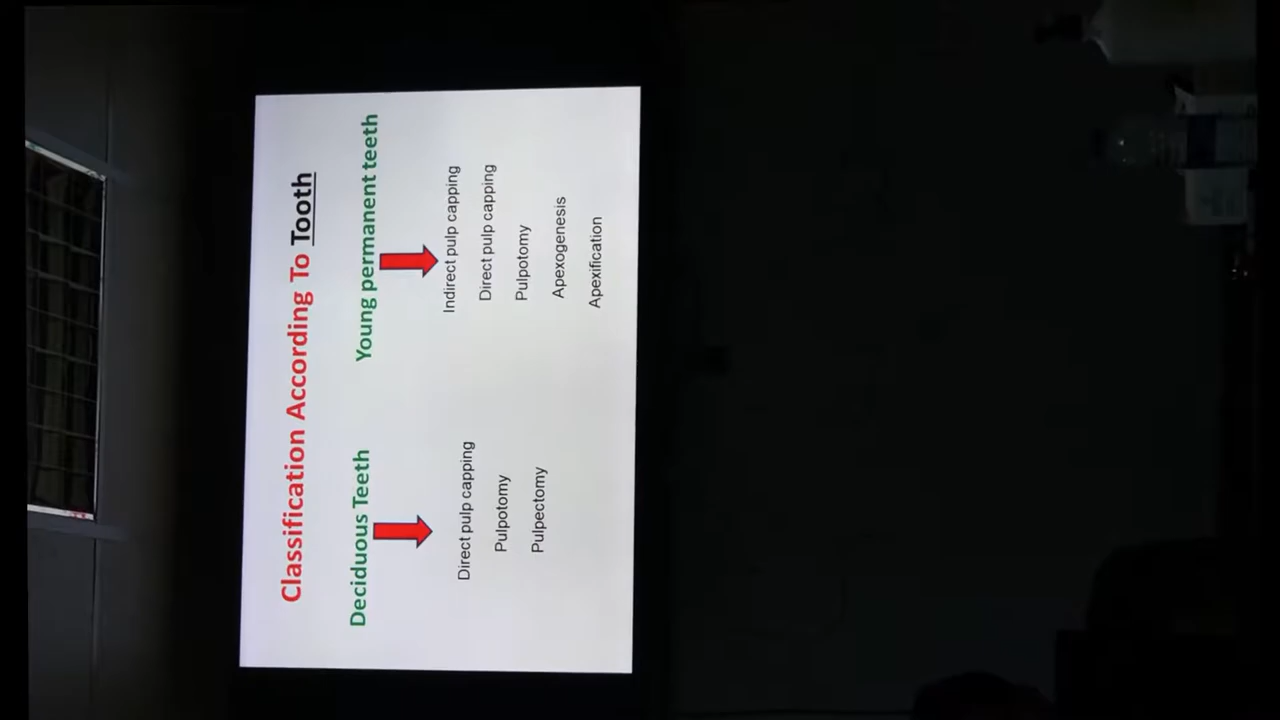 Classification According To Tooth
Deciduous Teeth
Direct pulp capping
Pulpotomy
Pulpectomy
Young permanent teeth
Indirect pulp capping
Direct pulp capping
Pulpotomy
Apexogenesis
Apexification